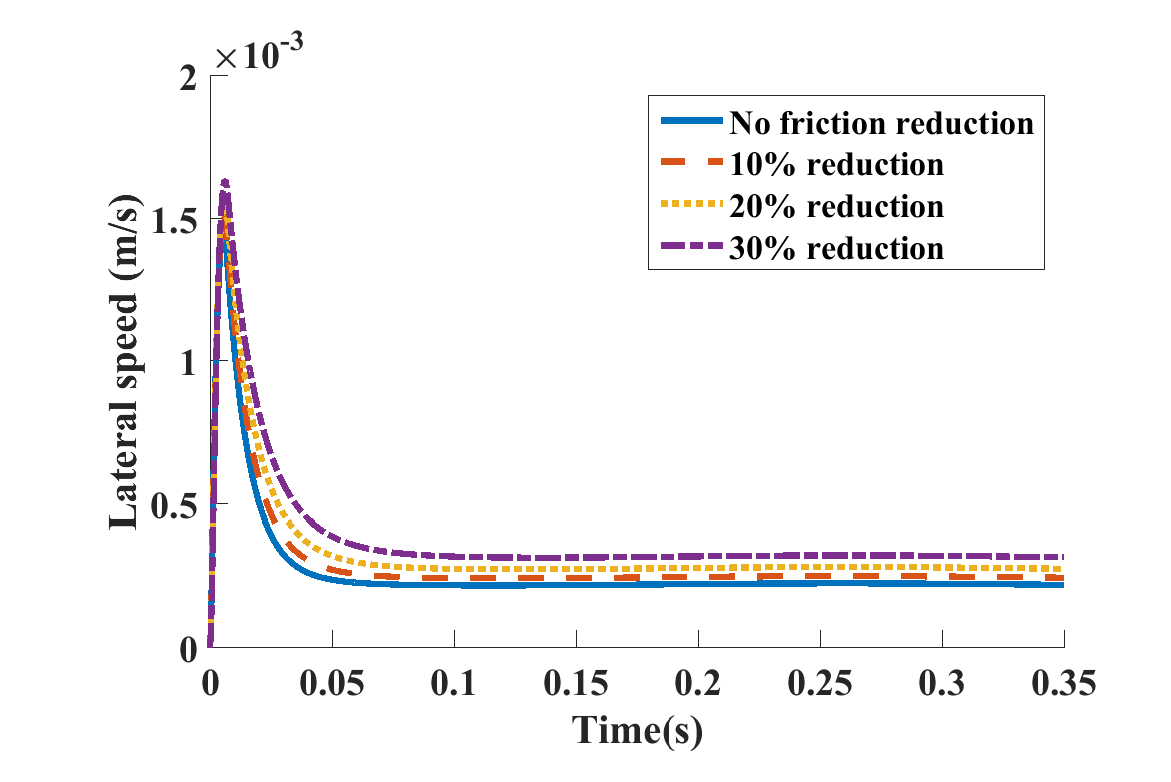 ×10-3
2
1.5
1
0.5
0
Lateral speed (m/s)
No friction reduction
10% reduction
20% reduction
30% reduction
0 0.05 0.1 0.15 0.2 0.25 0.3 0.35
Time(s)